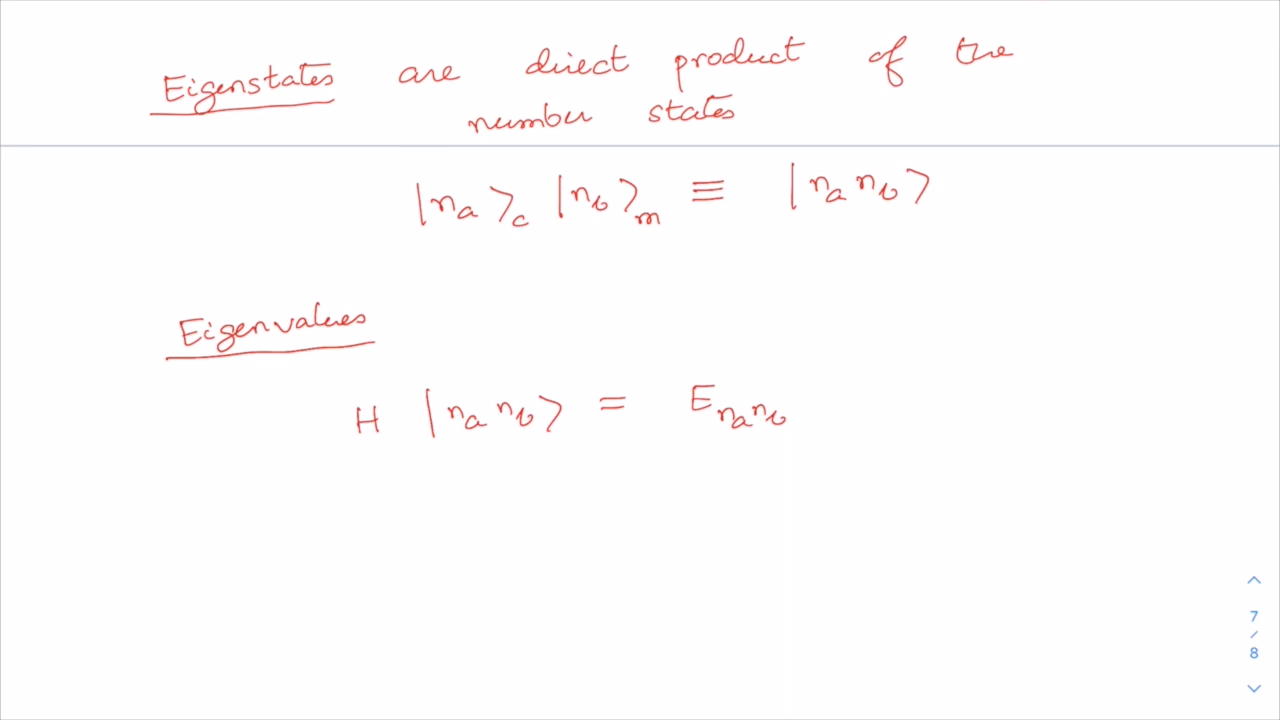 Eigenstates are direct product of the
number states
|n_a⟩_c |n_b⟩_m ≡ |n_a n_b⟩
Eigenvalues
H |n_a n_b⟩ = E_{n_a n_b}
7
/
8